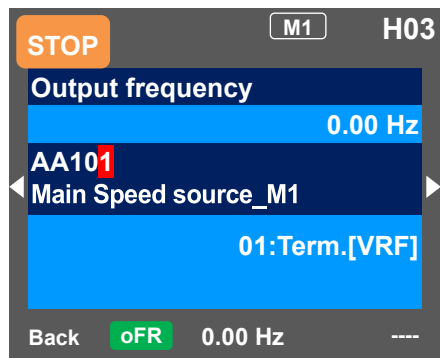 STOP M1 H03
Output frequency
0.00 Hz
AA101
Main Speed source_M1
01:Term.[VRF]
Back oFR 0.00 Hz ----